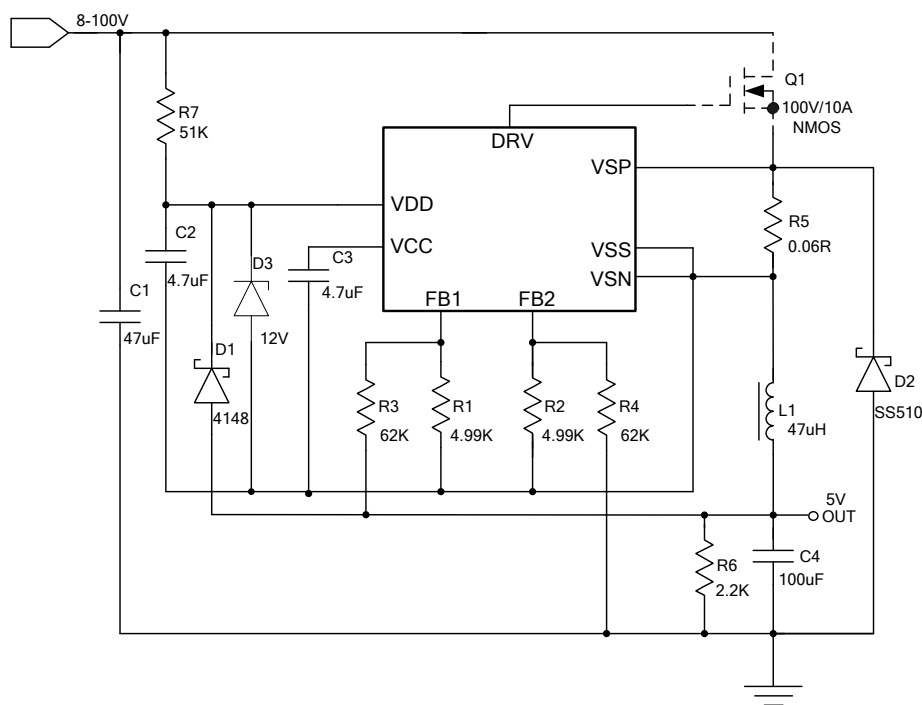 8-100V
R7
51K
Q1
100V/10A
NMOS
DRV
VSP
VDD
VCC
VSS
VSN
FB1
FB2
R5
0.06R
C2
4.7uF
D3
12V
C3
4.7uF
C1
47uF
D1
4148
R3
62K
R1
4.99K
R2
4.99K
R4
62K
L1
47uH
D2
SS510
5V
OUT
R6
2.2K
C4
100uF